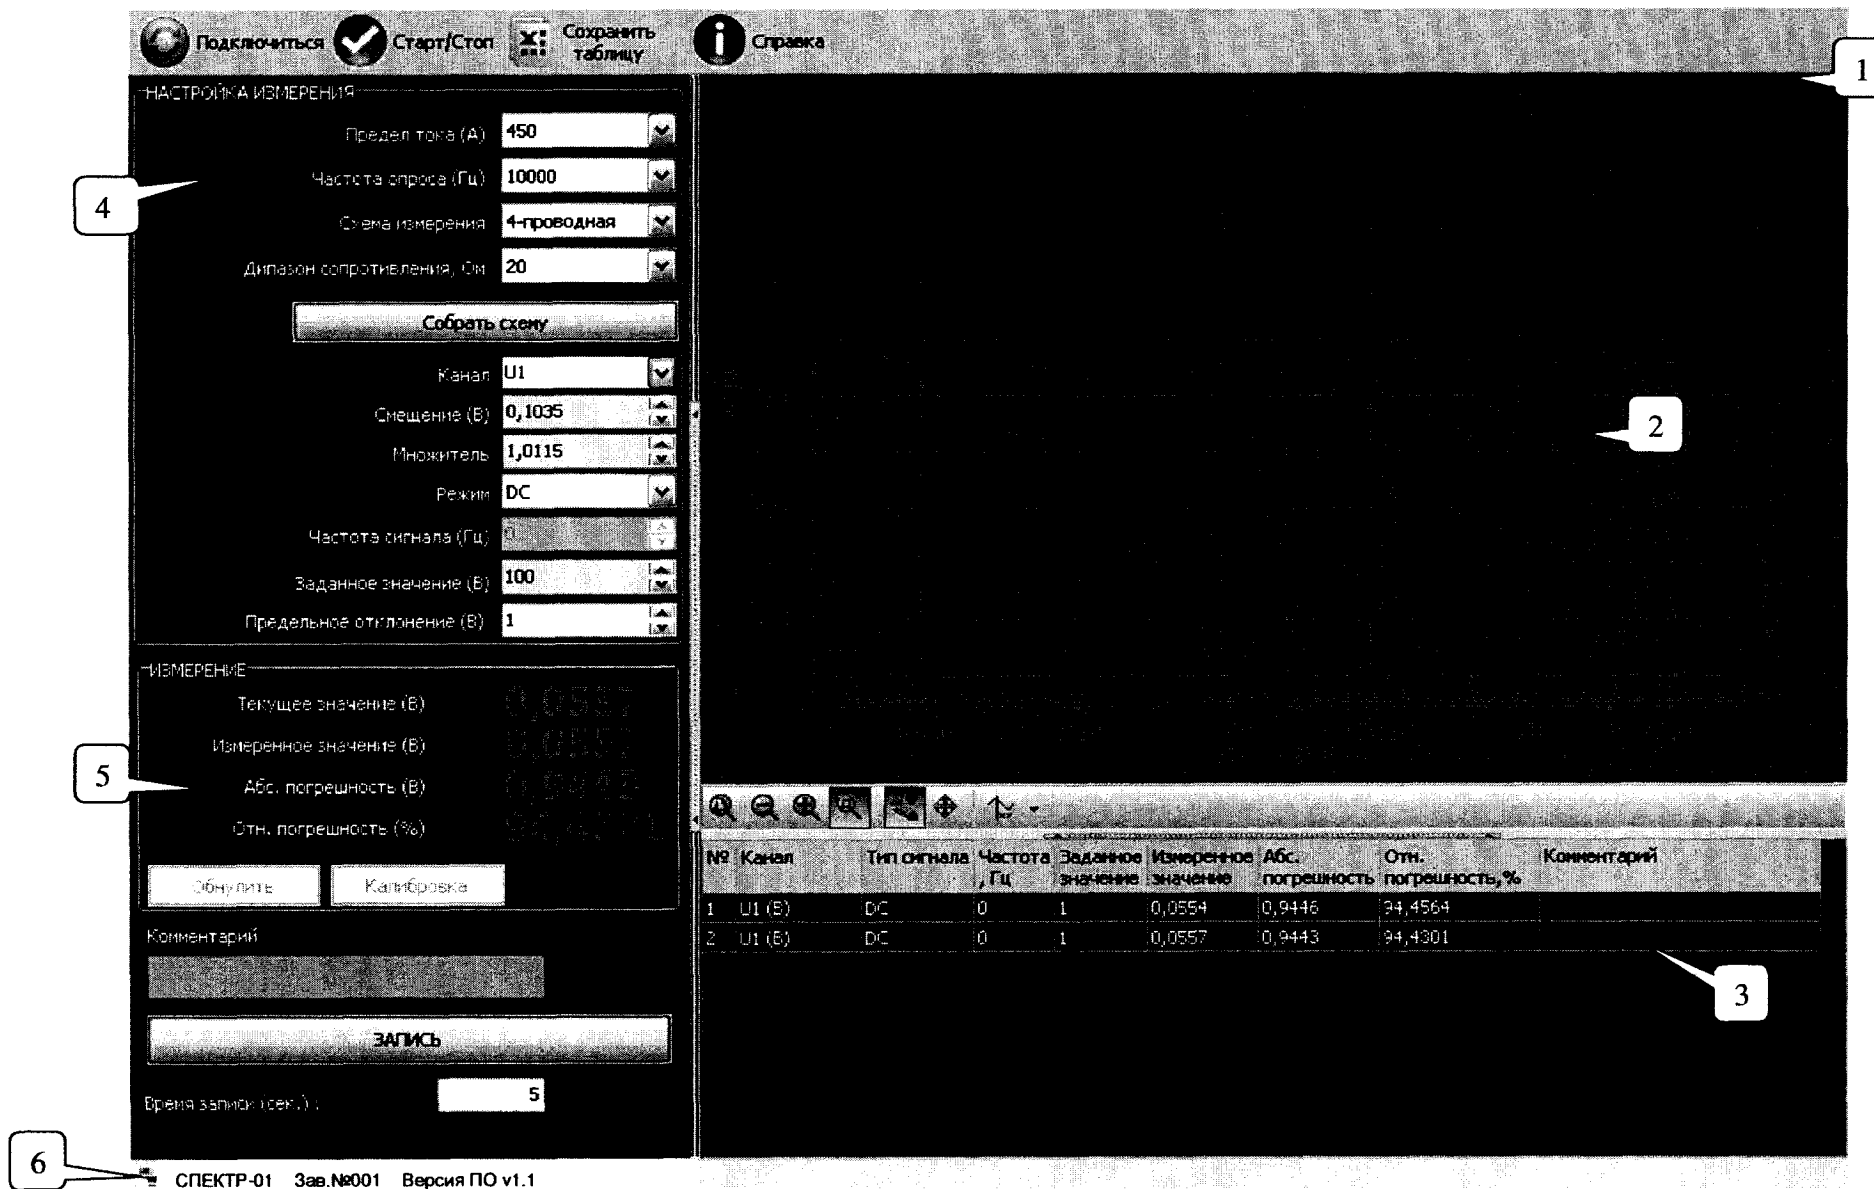 Подключиться Старт/Стоп Сохранить таблицу Справка
1
НАСТРОЙКА ИЗМЕРЕНИЯ
Предел тока (А) 450
Частота опроса (Гц) 10000
4
Схема измерения 4-проводная
Дипазон сопротивления, Ом 20
Собрать схему
Канал U1
Смещение (В) 0,1035
2
Множитель 1,0115
Режим DC
Частота сигнала (Гц) 0
Заданное значение (В) 100
Предельное отклонение (В) 1
ИЗМЕРЕНИЕ
Текущее значение (В)
Измеренное значение (В) 0,0557
5
Абс. погрешность (В)
Отн. погрешность (%)
Обнулить Калибровка
№ Канал Тип сигнала Частота, Гц Заданное значение Измеренное значение Абс. погрешность Отн. погрешность,% Комментарий
1 U1 (В) DC 0 1 0,0554 0,9446 94,4564
2 U1 (В) DC 0 1 0,0557 0,9443 94,4301
3
Комментарий
ЗАПИСЬ
Время записи (сек.) : 5
6
СПЕКТР-01 Зав.№001 Версия ПО v1.1